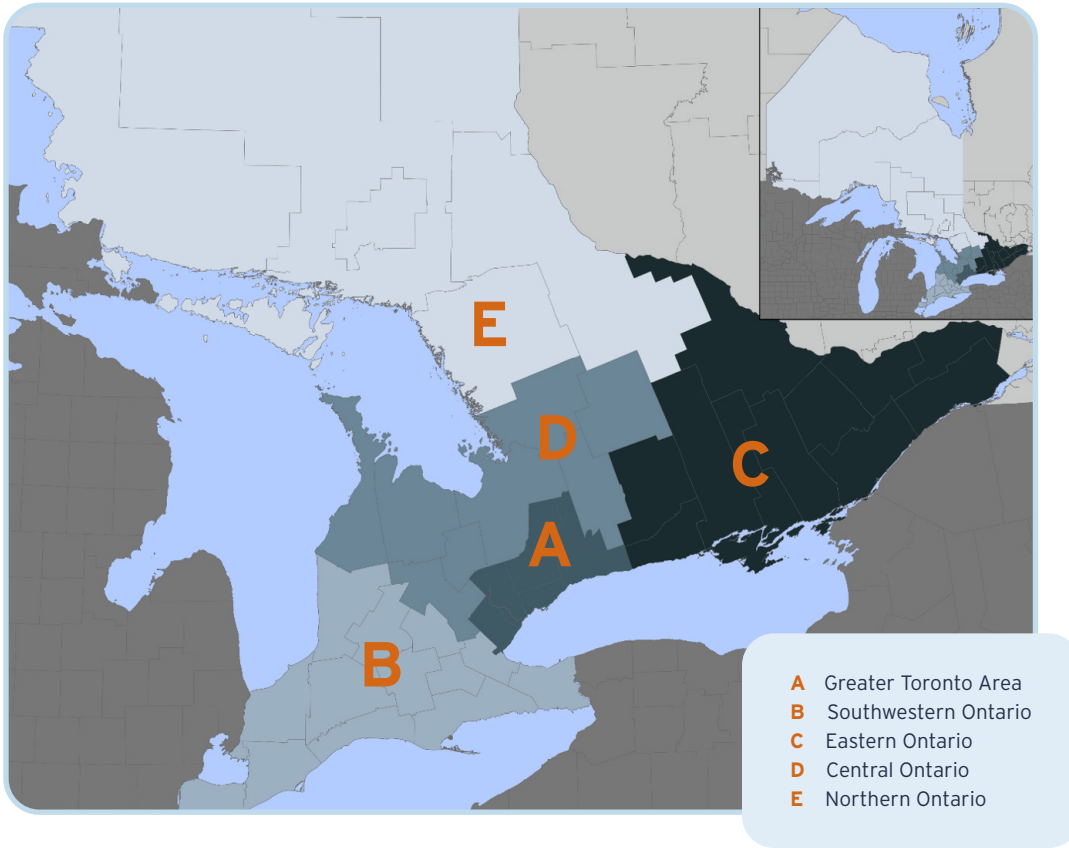 E
D
C
A
B
A Greater Toronto Area
B Southwestern Ontario
C Eastern Ontario
D Central Ontario
E Northern Ontario